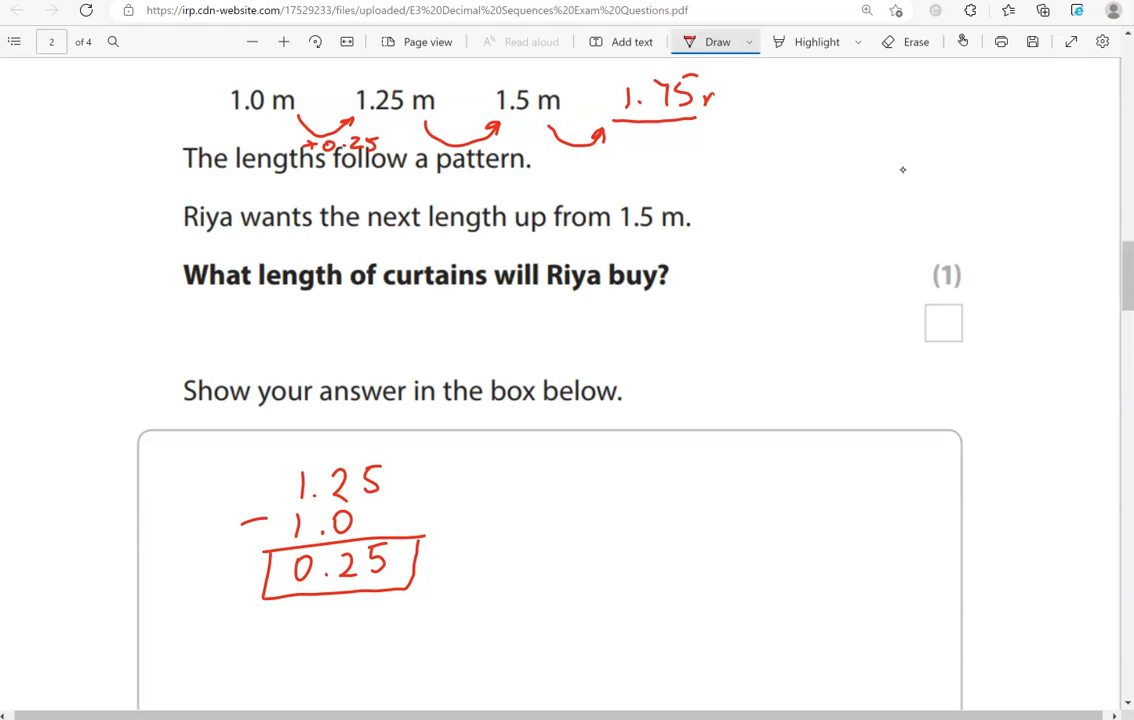 https://irp.cdn-website.com/17529233/files/uploaded/E3%20Decimal%20Sequences%20Exam%20Questions.pdf
2 of 4 Page view Read aloud Add text Draw Highlight Erase
1.0 m 1.25 m 1.5 m 1.75
+0.25
The lengths follow a pattern.
Riya wants the next length up from 1.5 m.
What length of curtains will Riya buy? (1)
Show your answer in the box below.
1.25
- 1.0
0.25